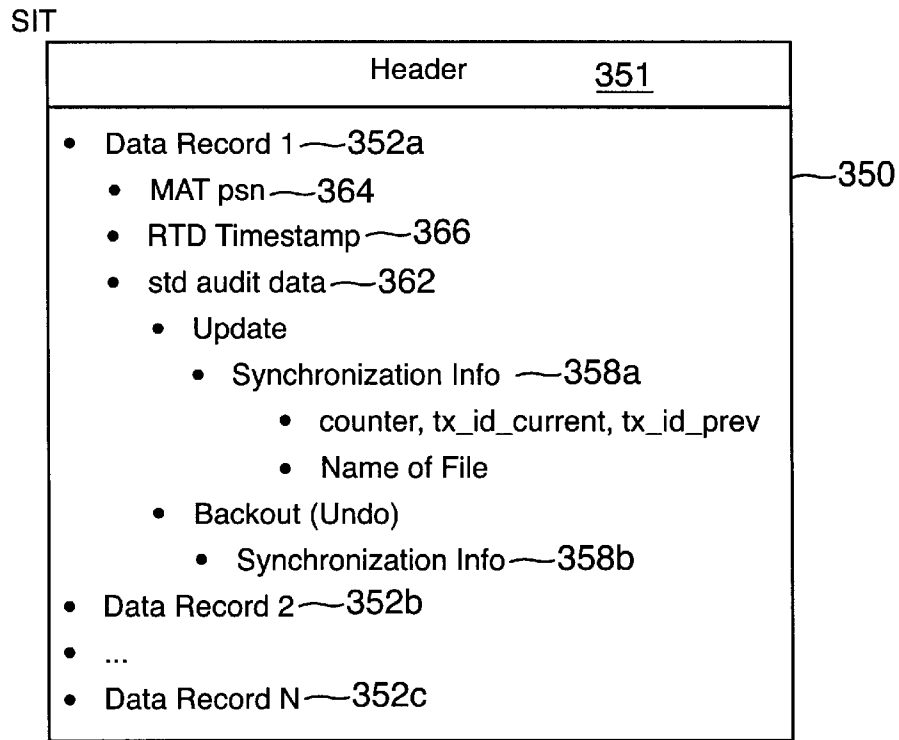 SIT
Header 351
• Data Record 1 352a
350
• MAT psn 364
• RTD Timestamp 366
• std audit data 362
• Update
• Synchronization Info 358a
• counter, tx_id_current, tx_id_prev
• Name of File
• Backout (Undo)
• Synchronization Info 358b
• Data Record 2 352b
• ...
• Data Record N 352c